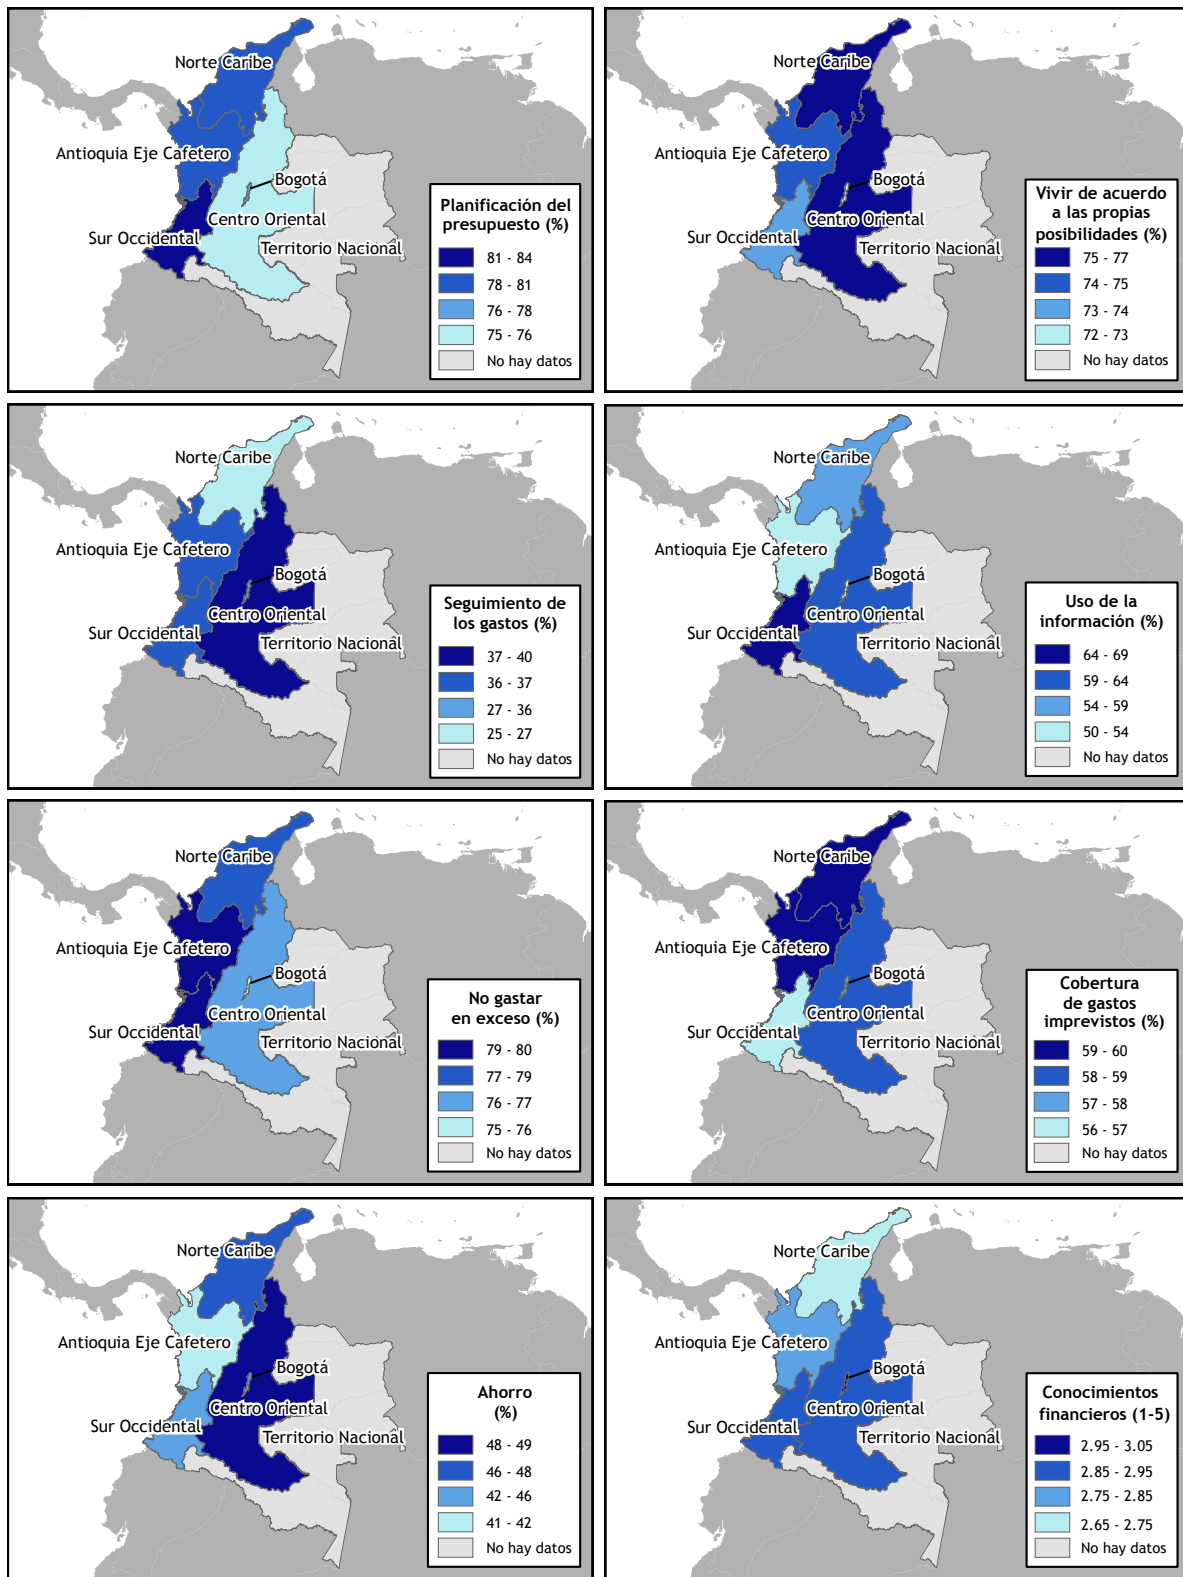 Norte Caribe
Antioquia Eje Cafetero
Bogotá
Centro Oriental
Sur Occidental
Territorio Nacional
Planificación del
presupuesto (%)
81 - 84
78 - 81
76 - 78
75 - 76
No hay datos
Norte Caribe
Antioquia Eje Cafetero
Bogotá
Centro Oriental
Sur Occidental
Territorio Nacional
Vivir de acuerdo
a las propias
posibilidades (%)
75 - 77
74 - 75
73 - 74
72 - 73
No hay datos
Norte Caribe
Antioquia Eje Cafetero
Bogotá
Centro Oriental
Sur Occidental
Territorio Nacional
Seguimiento de
los gastos (%)
37 - 40
36 - 37
27 - 36
25 - 27
No hay datos
Norte Caribe
Antioquia Eje Cafetero
Bogotá
Centro Oriental
Sur Occidental
Territorio Nacional
Uso de la
información (%)
64 - 69
59 - 64
54 - 59
50 - 54
No hay datos
Norte Caribe
Antioquia Eje Cafetero
Bogotá
Centro Oriental
Sur Occidental
Territorio Nacional
No gastar
en exceso (%)
79 - 80
77 - 79
76 - 77
75 - 76
No hay datos
Norte Caribe
Antioquia Eje Cafetero
Bogotá
Centro Oriental
Sur Occidental
Territorio Nacional
Cobertura
de gastos
imprevistos (%)
59 - 60
58 - 59
57 - 58
56 - 57
No hay datos
Norte Caribe
Antioquia Eje Cafetero
Bogotá
Centro Oriental
Sur Occidental
Territorio Nacional
Ahorro
(%)
48 - 49
46 - 48
42 - 46
41 - 42
No hay datos
Norte Caribe
Antioquia Eje Cafetero
Bogotá
Centro Oriental
Sur Occidental
Territorio Nacional
Conocimientos
financieros (1-5)
2.95 - 3.05
2.85 - 2.95
2.75 - 2.85
2.65 - 2.75
No hay datos